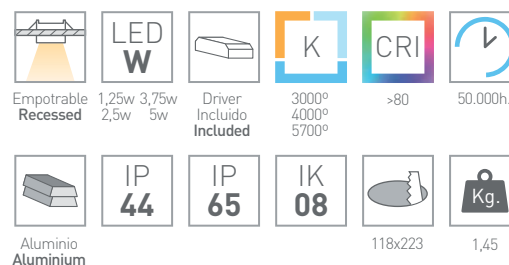 LED
W
K
CRI
Empotrable
Recessed
1,25w 3,75w
2,5w 5w
Driver
Incluido
Included
3000º
4000º
5700º
>80
50.000h.
IP
44
IP
65
IK
08
Kg.
Aluminio
Aluminium
118x223
1,45